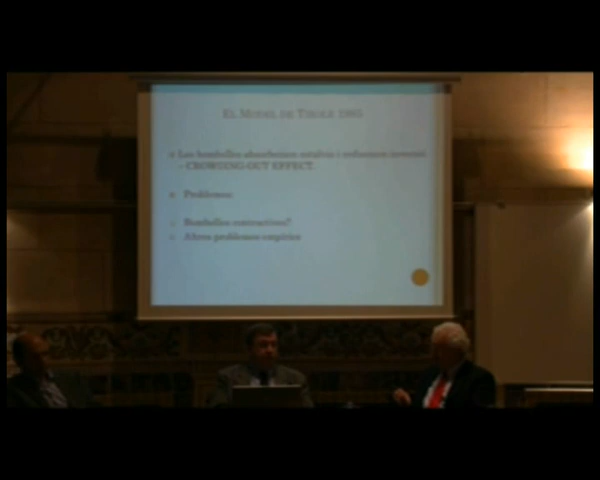 EL MODEL DE TIROLE 1985
Les bombolles absorbeixen estalvis i redueixen inversió
– CROWDING-OUT EFFECT.
Problemes:
Bombolles contractives?
Altres problemes empírics